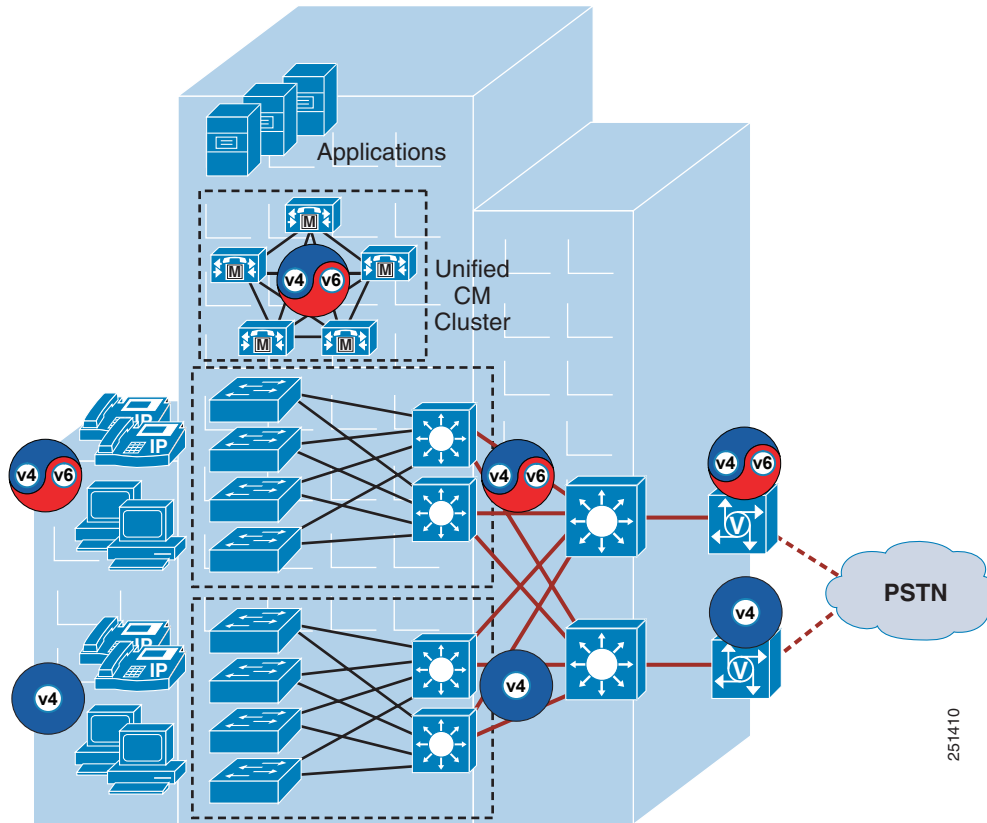 Applications
M
M
M
v4
v6
M
M
Unified
CM
Cluster
IP
IP
v4
v6
v4
v6
v4
v6
V
PSTN
IP
IP
v4
v4
v4
V
251410